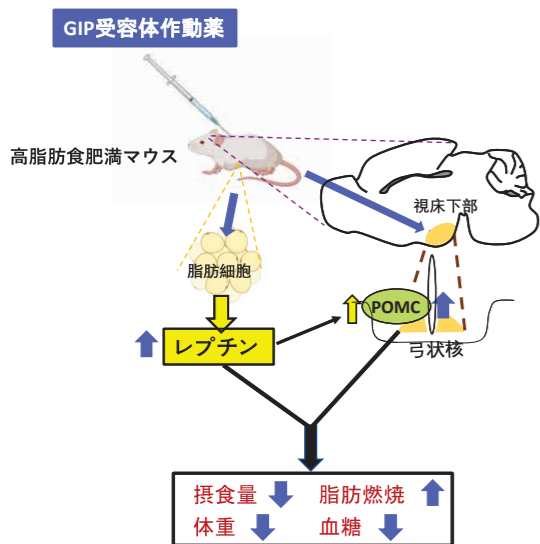 GIP受容体作動薬
高脂肪食肥満マウス
視床下部
脂肪細胞
POMC
レプチン
弓状核
摂食量 脂肪燃焼
体重 血糖